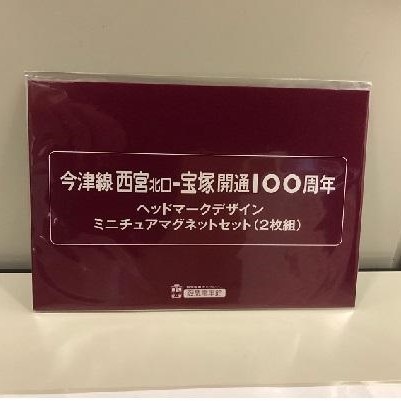 今津線 西宮北口ー宝塚 開通100周年
ヘッドマークデザイン
ミニチュアマグネットセット(2枚組)